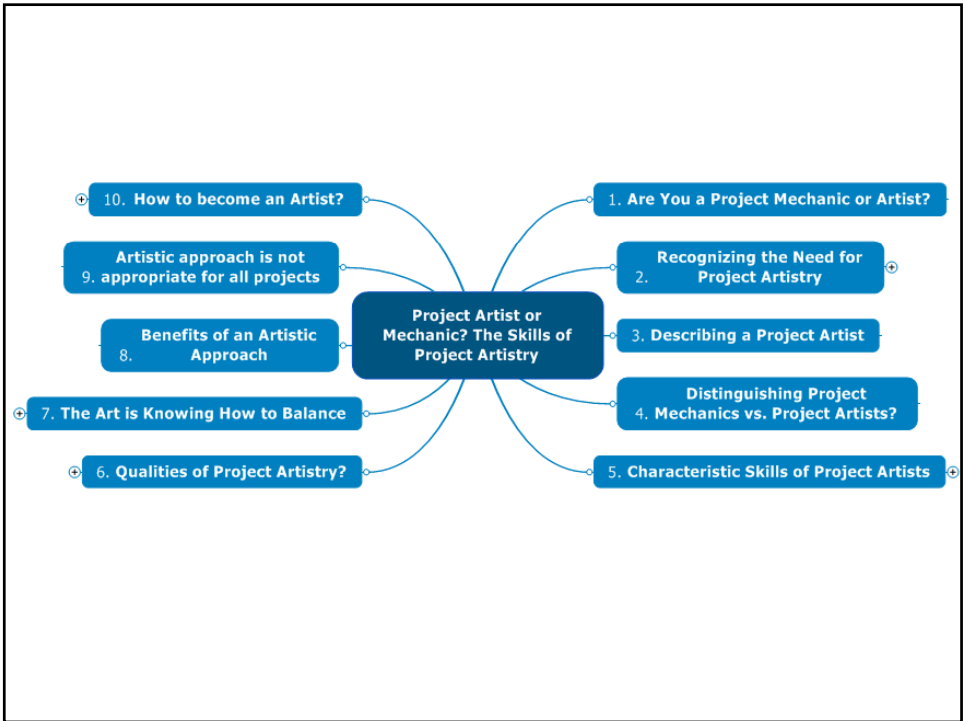 Project Artist or
Mechanic? The Skills of
Project Artistry
1. Are You a Project Mechanic or Artist?
Recognizing the Need for
2. Project Artistry
3. Describing a Project Artist
Distinguishing Project
4. Mechanics vs. Project Artists?
5. Characteristic Skills of Project Artists
6. Qualities of Project Artistry?
7. The Art is Knowing How to Balance
Benefits of an Artistic
8. Approach
Artistic approach is not
9. appropriate for all projects
10. How to become an Artist?